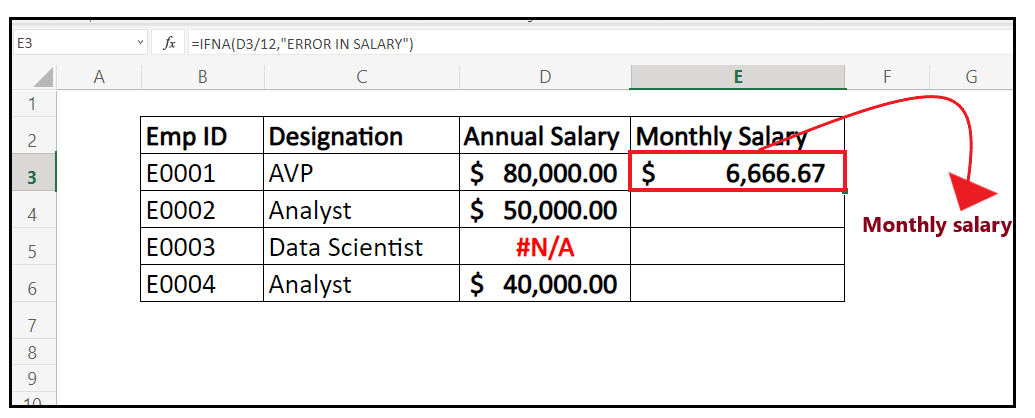 E3 fx =IFNA(D3/12,"ERROR IN SALARY")
A B C D E F G
1
2 Emp ID Designation Annual Salary Monthly Salary
3 E0001 AVP $ 80,000.00 $ 6,666.67
4 E0002 Analyst $ 50,000.00
Monthly salary
5 E0003 Data Scientist #N/A
6 E0004 Analyst $ 40,000.00
7
8
9
10